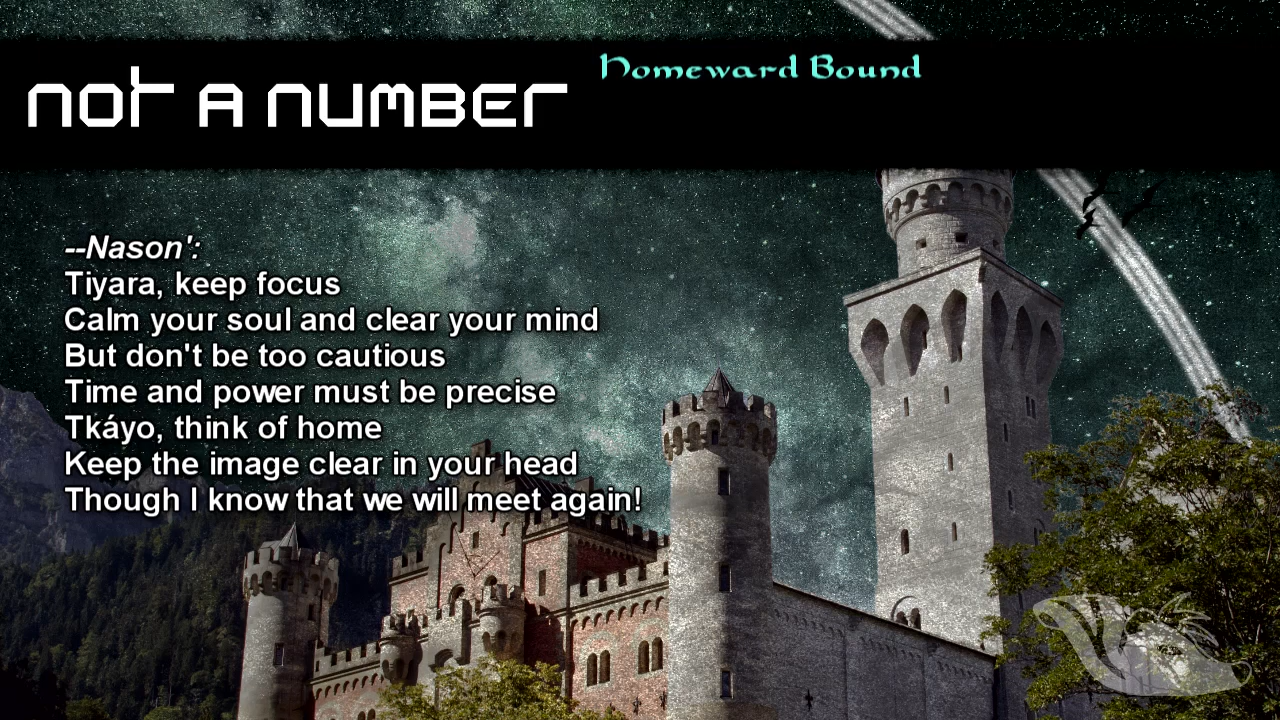 not a number
Homeward Bound
--Nason':
Tiyara, keep focus
Calm your soul and clear your mind
But don't be too cautious
Time and power must be precise
Tkáyo, think of home
Keep the image clear in your head
Though I know that we will meet again!